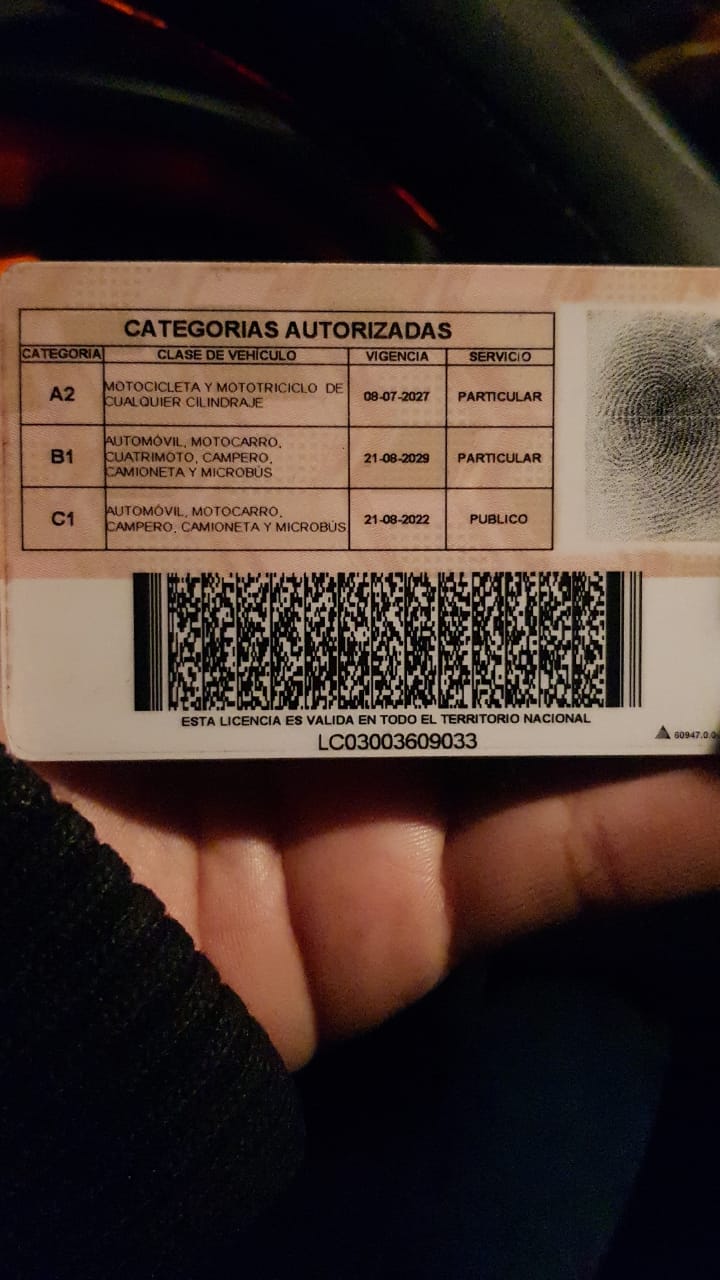 CATEGORIAS AUTORIZADAS
CATEGORIA CLASE DE VEHÍCULO VIGENCIA SERVICIO
A2 MOTOCICLETA Y MOTOTRICICLO DE CUALQUIER CILINDRAJE 08-07-2027 PARTICULAR
B1 AUTOMÓVIL, MOTOCARRO, CUATRIMOTO, CAMPERO, CAMIONETA Y MICROBÚS 21-08-2029 PARTICULAR
C1 AUTOMÓVIL, MOTOCARRO, CAMPERO, CAMIONETA Y MICROBÚS 21-08-2022 PUBLICO
ESTA LICENCIA ES VALIDA EN TODO EL TERRITORIO NACIONAL
LC03003609033